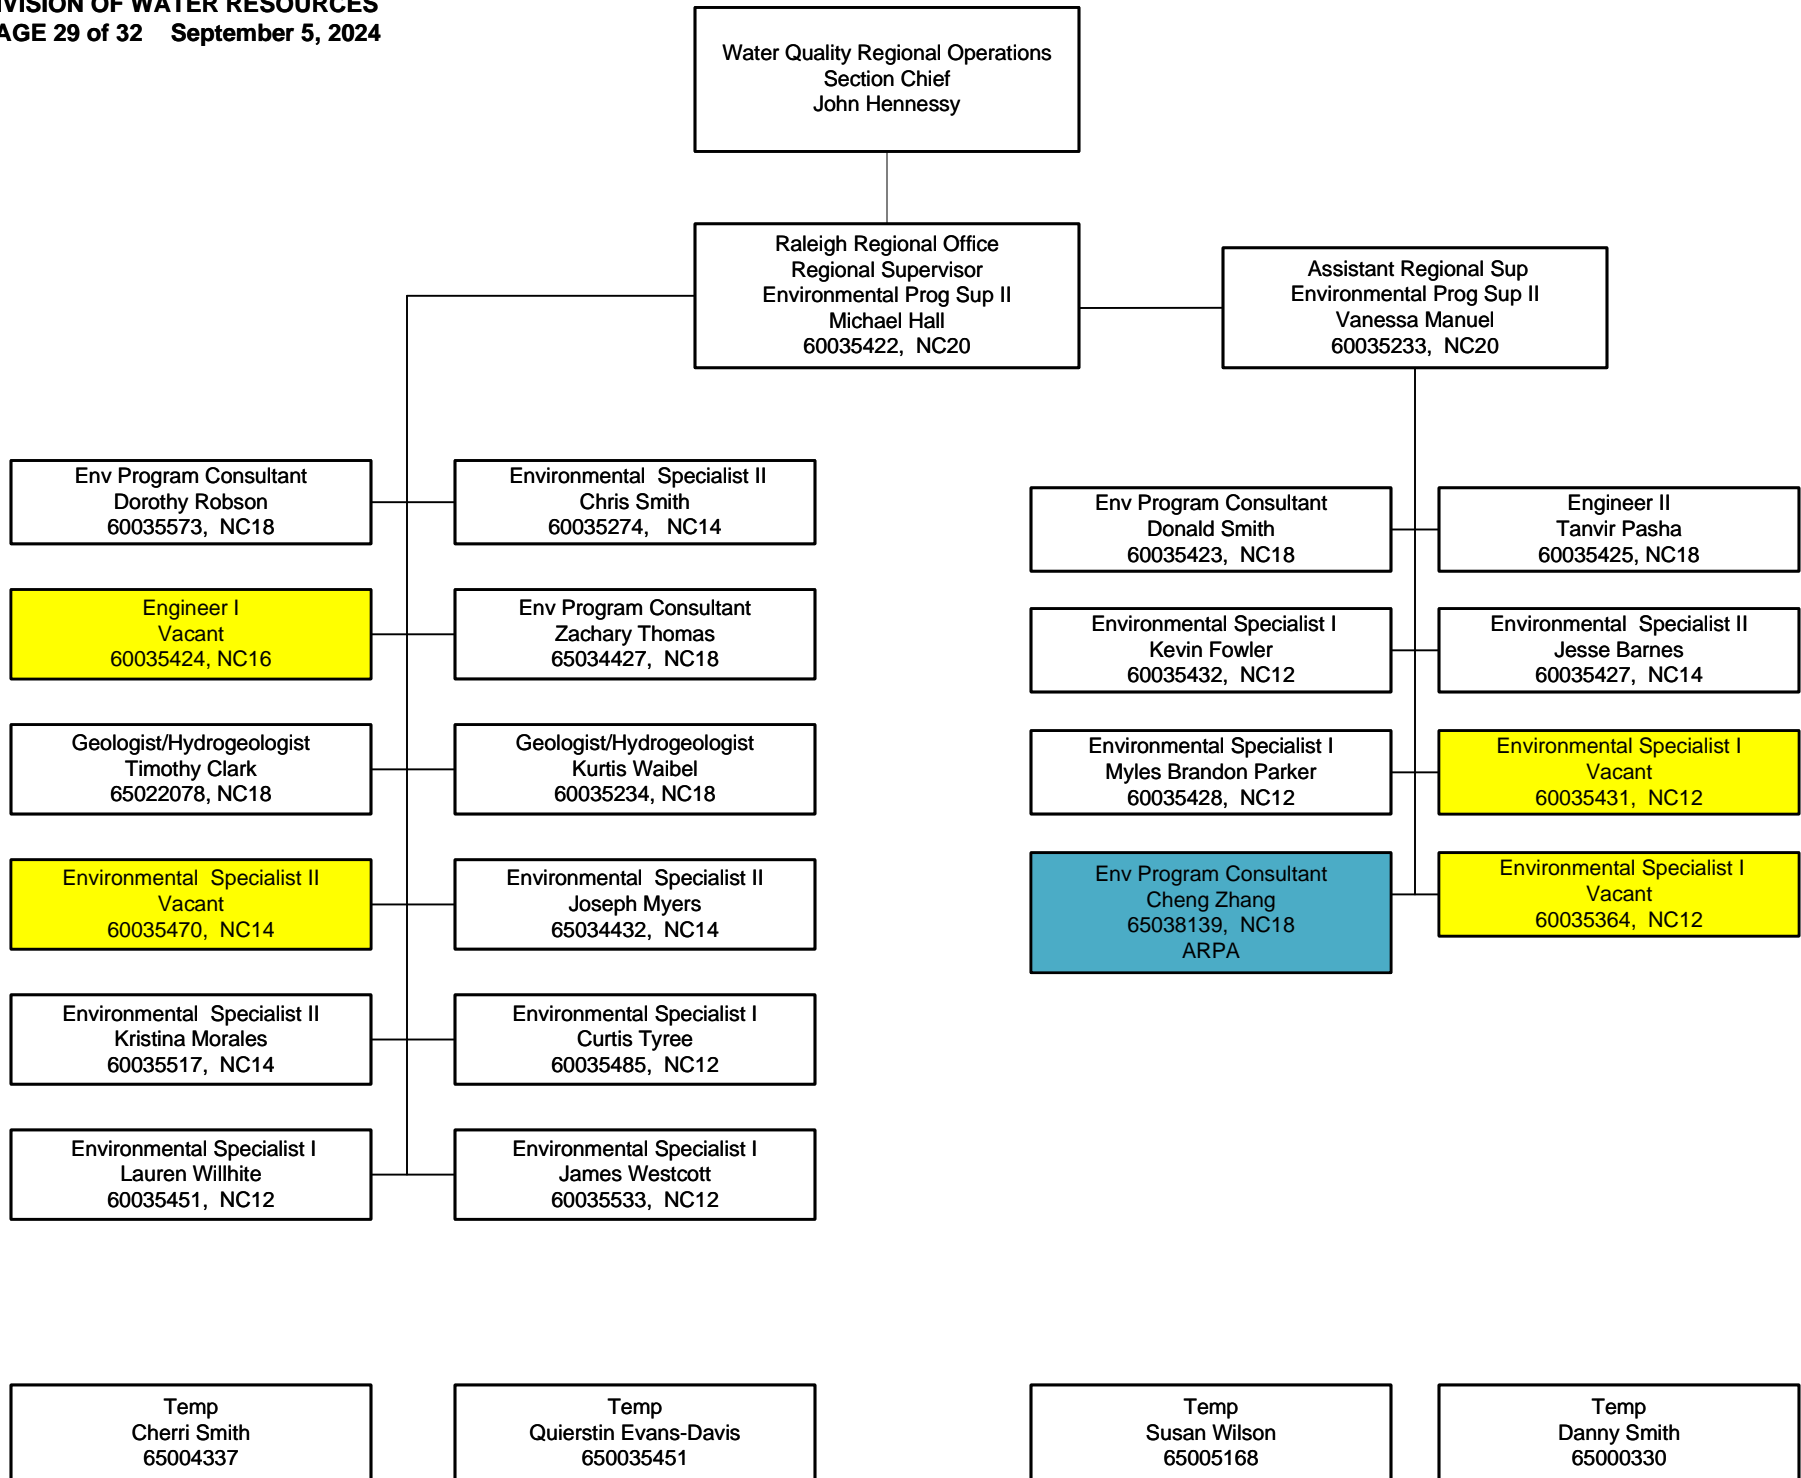 IVISION OF WATER RESOURCES
AGE 29 of 32 September 5, 2024
Water Quality Regional Operations
Section Chief
John Hennessy
Raleigh Regional Office
Regional Supervisor
Environmental Prog Sup II
Michael Hall
60035422, NC20
Assistant Regional Sup
Environmental Prog Sup II
Vanessa Manuel
60035233, NC20
Env Program Consultant
Dorothy Robson
60035573, NC18
Environmental Specialist II
Chris Smith
60035274, NC14
Env Program Consultant
Donald Smith
60035423, NC18
Engineer II
Tanvir Pasha
60035425, NC18
Engineer I
Vacant
60035424, NC16
Env Program Consultant
Zachary Thomas
65034427, NC18
Environmental Specialist I
Kevin Fowler
60035432, NC12
Environmental Specialist II
Jesse Barnes
60035427, NC14
Geologist/Hydrogeologist
Timothy Clark
65022078, NC18
Geologist/Hydrogeologist
Kurtis Waibel
60035234, NC18
Environmental Specialist I
Myles Brandon Parker
60035428, NC12
Environmental Specialist I
Vacant
60035431, NC12
Environmental Specialist II
Vacant
60035470, NC14
Environmental Specialist II
Joseph Myers
65034432, NC14
Env Program Consultant
Cheng Zhang
65038139, NC18
ARPA
Environmental Specialist I
Vacant
60035364, NC12
Environmental Specialist II
Kristina Morales
60035517, NC14
Environmental Specialist I
Curtis Tyree
60035485, NC12
Environmental Specialist I
Lauren Willhite
60035451, NC12
Environmental Specialist I
James Westcott
60035533, NC12
Temp
Cherri Smith
65004337
Temp
Quierstin Evans-Davis
650035451
Temp
Susan Wilson
65005168
Temp
Danny Smith
65000330